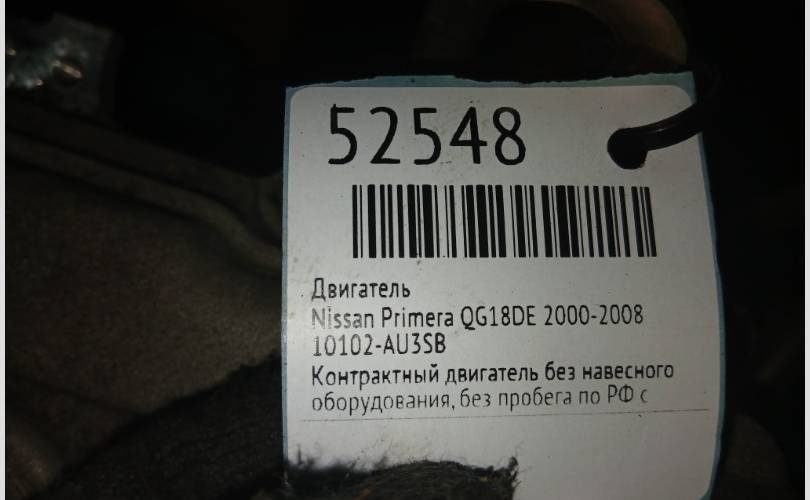 52548
Двигатель
Nissan Primera QG18DE 2000-2008
10102-AU3SB
Контрактный двигатель без навесного
оборудования, без пробега по РФ с